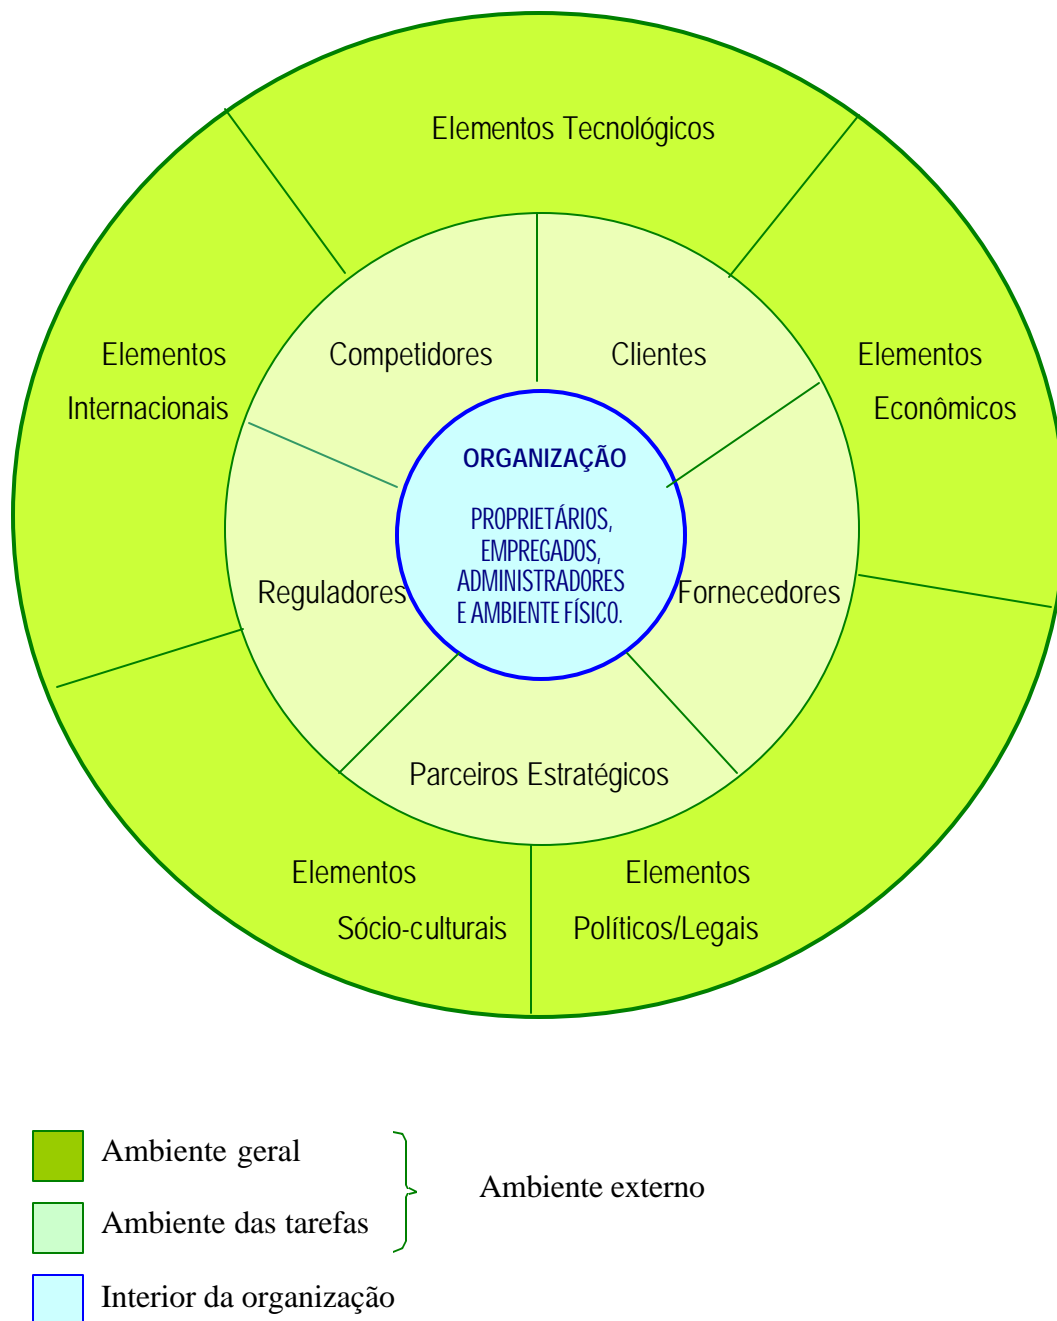 Elementos Tecnológicos
Elementos
Internacionais
Competidores
Clientes
Elementos
Econômicos
ORGANIZAÇÃO
PROPRIETÁRIOS,
EMPREGADOS,
ADMINISTRADORES
E AMBIENTE FÍSICO.
Reguladores
Fornecedores
Parceiros Estratégicos
Elementos
Sócio-culturais
Elementos
Políticos/Legais
Ambiente geral
Ambiente externo
Ambiente das tarefas
Interior da organização